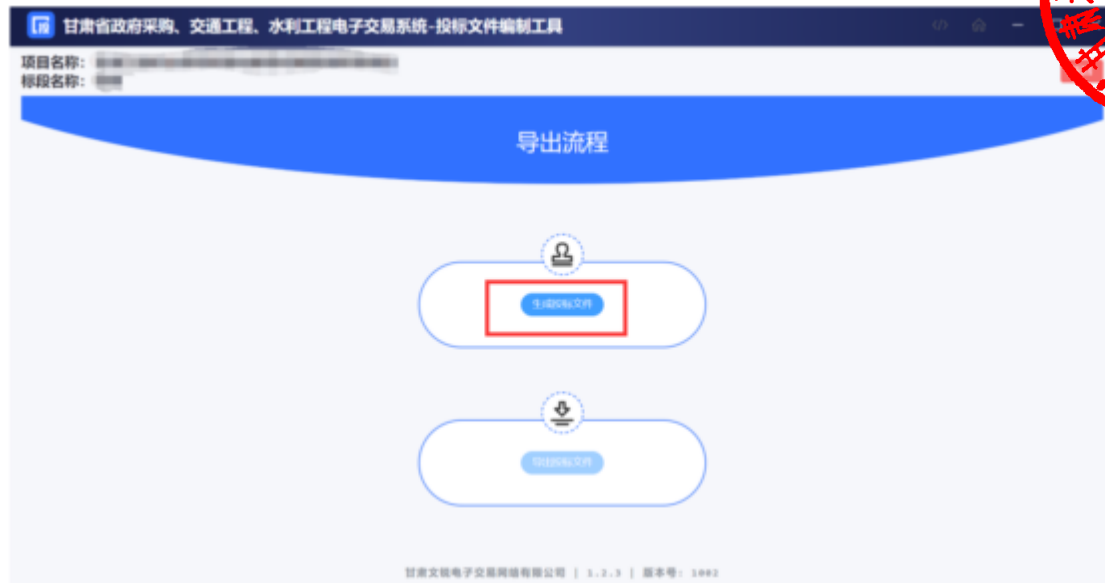 甘肃省政府采购、交通工程、水利工程电子交易系统-投标文件编制工具
项目名称：
标段名称：
导出流程
生成投标文件
导出投标文件
甘肃文锐电子交易网络有限公司 | 1.2.3 | 版本号: 1002